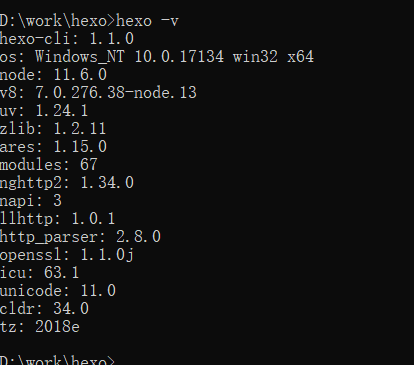 D:\work\hexo>hexo -v
hexo-cli: 1.1.0
os: Windows_NT 10.0.17134 win32 x64
node: 11.6.0
v8: 7.0.276.38-node.13
uv: 1.24.1
zlib: 1.2.11
ares: 1.15.0
modules: 67
nghttp2: 1.34.0
napi: 3
llhttp: 1.0.1
http_parser: 2.8.0
openssl: 1.1.0j
icu: 63.1
unicode: 11.0
cldr: 34.0
tz: 2018e
D:\work\hexo>